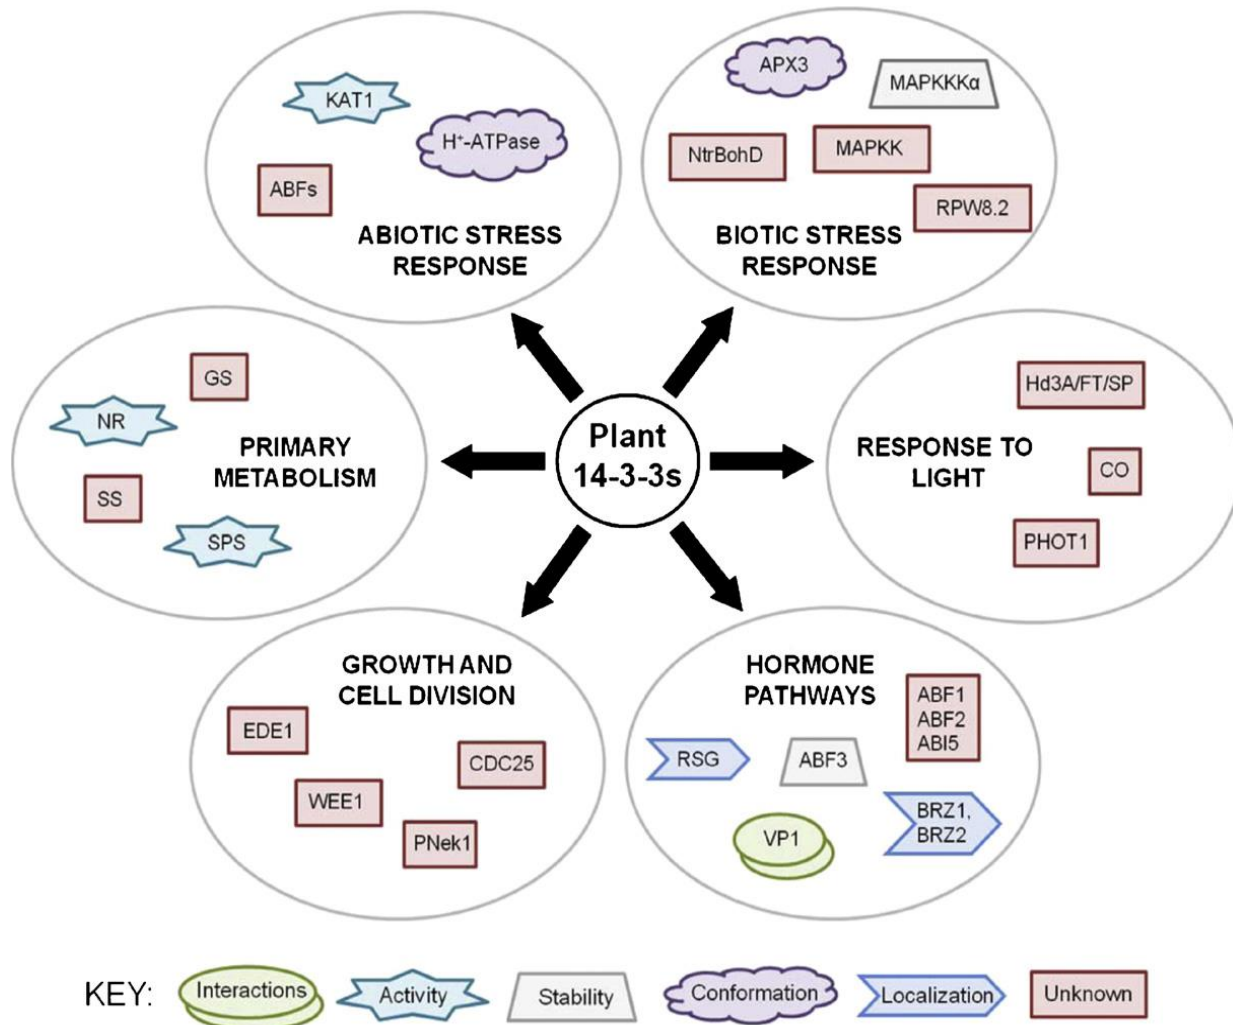 KAT1
H⁺-ATPase
ABFs
ABIOTIC STRESS
RESPONSE
APX3
MAPKKKα
NtrBohD
MAPKK
RPW8.2
BIOTIC STRESS
RESPONSE
GS
NR
PRIMARY
METABOLISM
SS
SPS
Plant
14-3-3s
Hd3A/FT/SP
RESPONSE TO
LIGHT
CO
PHOT1
GROWTH AND
CELL DIVISION
EDE1
CDC25
WEE1
PNek1
HORMONE
PATHWAYS
ABF1
ABF2
ABI5
RSG
ABF3
VP1
BRZ1,
BRZ2
KEY: Interactions Activity Stability Conformation Localization Unknown